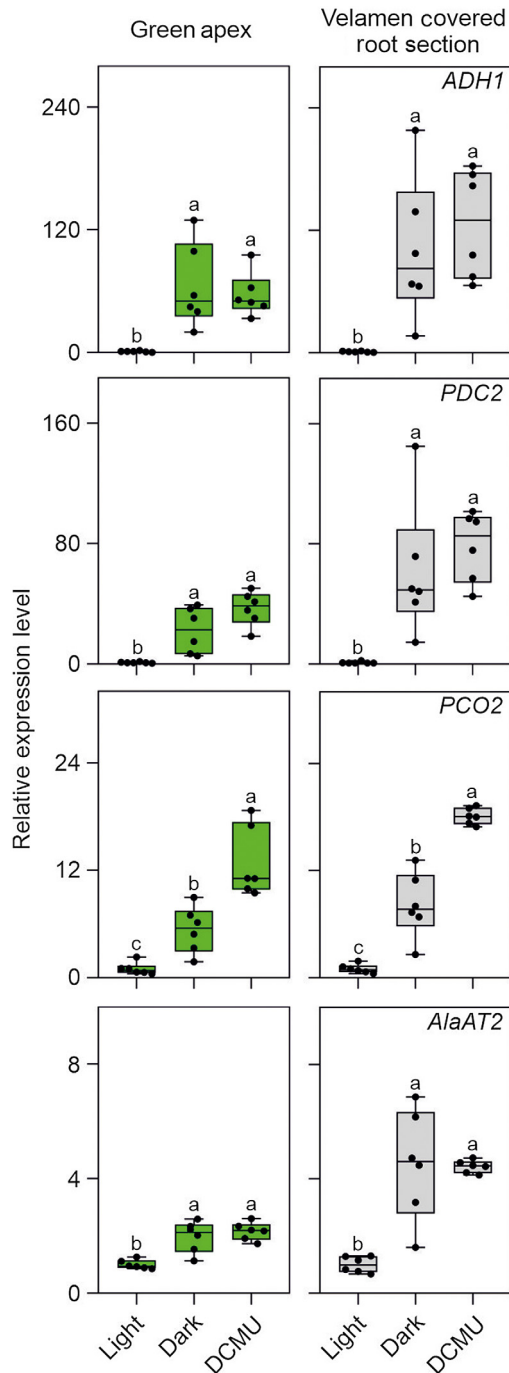 Green apex
Velamen covered
root section
Relative expression level
ADH1
240
120
0
b
a
a
b
a
a
PDC2
160
80
0
b
a
a
b
a
a
PCO2
24
12
0
c
b
a
c
b
a
AlaAT2
8
4
0
b
a
a
b
a
a
Light
Dark
DCMU
Light
Dark
DCMU